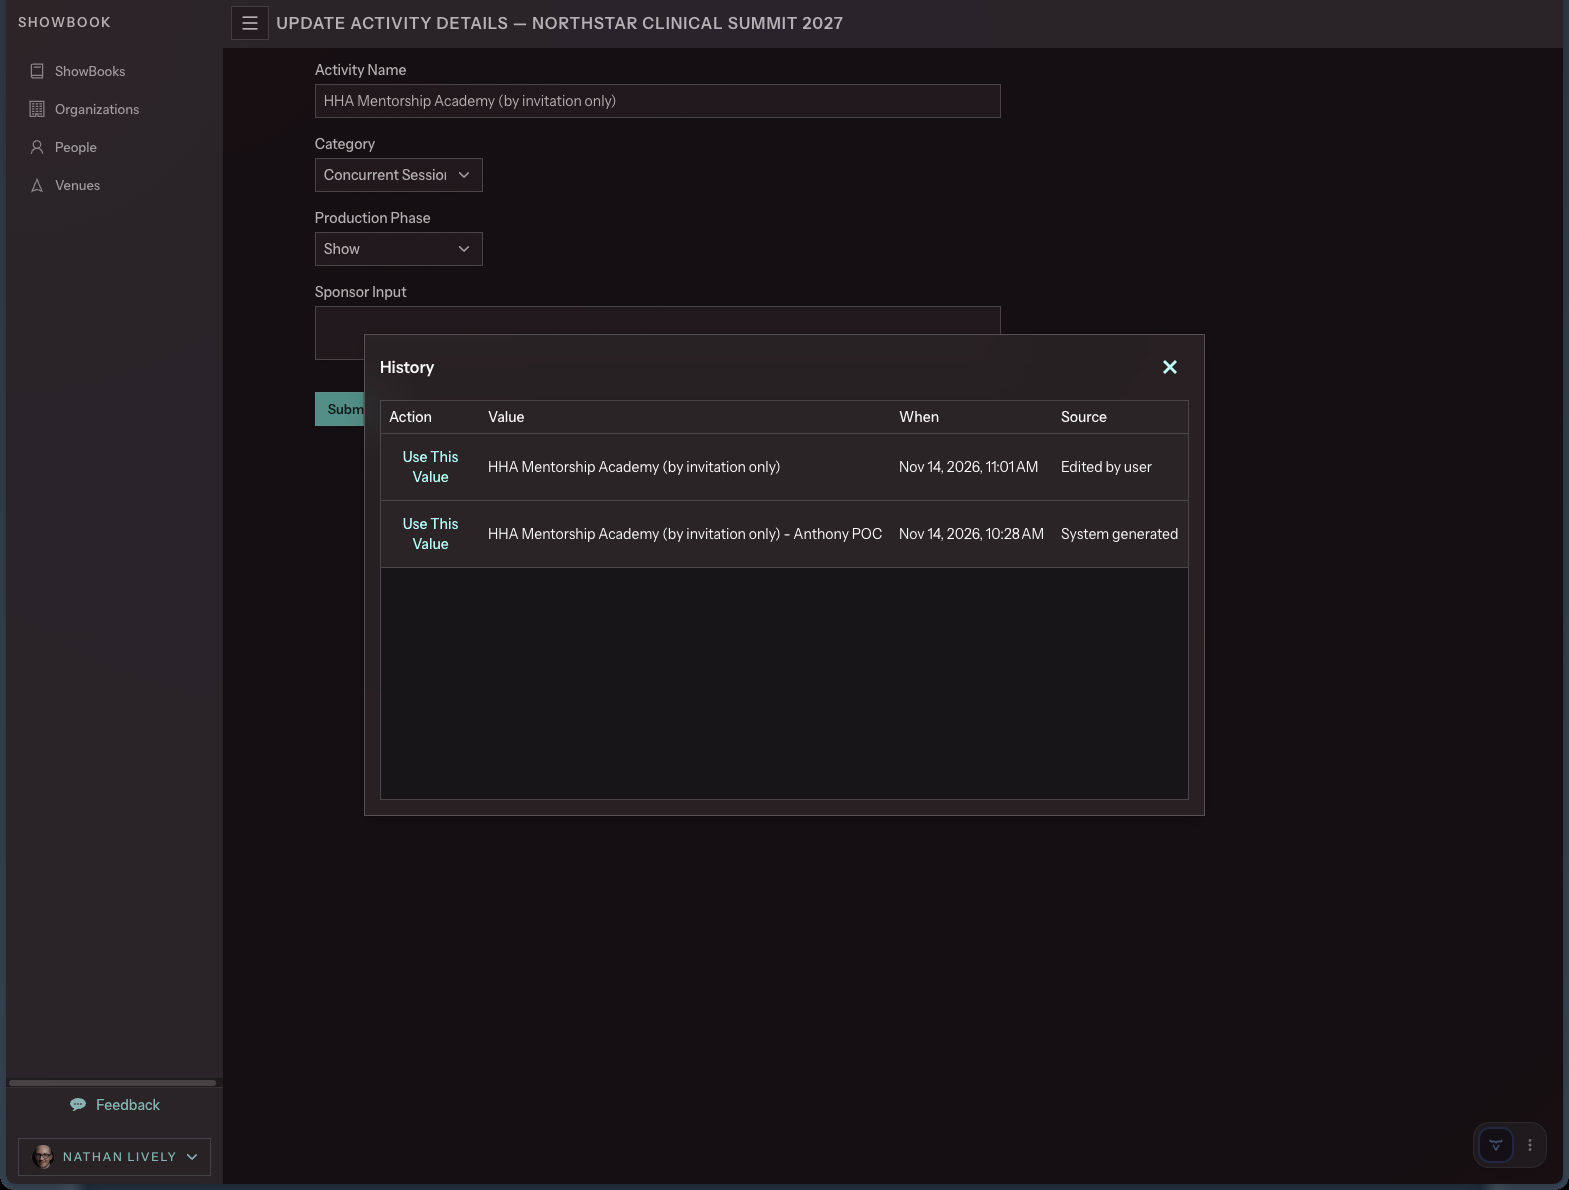 SHOWBOOK
ShowBooks
Organizations
People
Venues
UPDATE ACTIVITY DETAILS — NORTHSTAR CLINICAL SUMMIT 2027
Activity Name
HHA Mentorship Academy (by invitation only)
Category
Concurrent Session
Production Phase
Show
Sponsor Input
Subm
History
Action Value When Source
Use This
Value
HHA Mentorship Academy (by invitation only) Nov 14, 2026, 11:01 AM Edited by user
Use This
Value
HHA Mentorship Academy (by invitation only) - Anthony POC Nov 14, 2026, 10:28 AM System generated
Feedback
NATHAN LIVELY